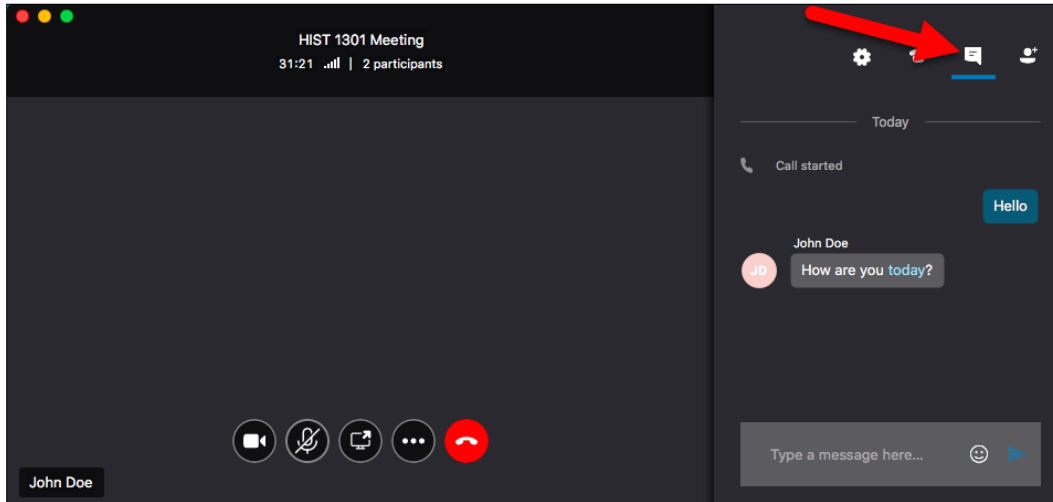 HIST 1301 Meeting
31:21 | 2 participants
Today
Call started
Hello
John Doe
JD
How are you today?
Type a message here...
John Doe